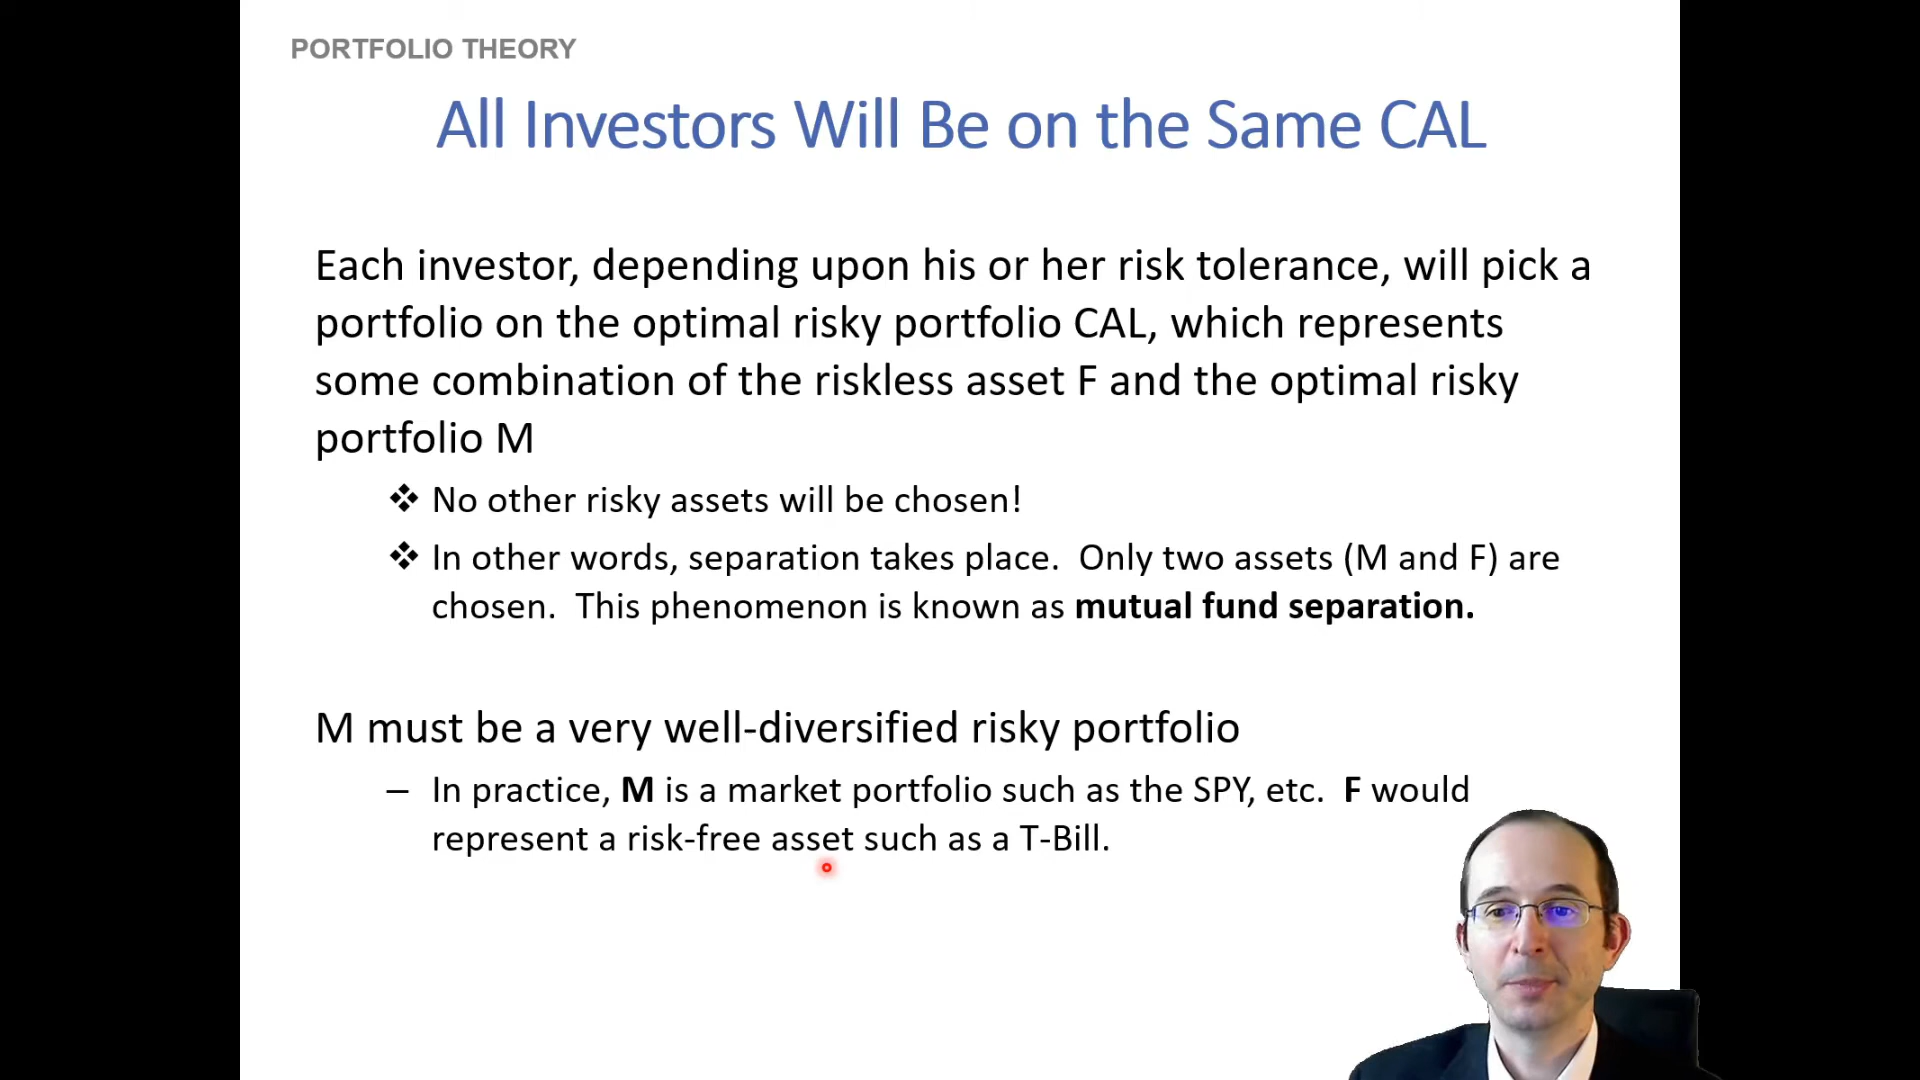 PORTFOLIO THEORY
All Investors Will Be on the Same CAL
Each investor, depending upon his or her risk tolerance, will pick a
portfolio on the optimal risky portfolio CAL, which represents
some combination of the riskless asset F and the optimal risky
portfolio M
❖ No other risky assets will be chosen!
❖ In other words, separation takes place. Only two assets (M and F) are
chosen. This phenomenon is known as mutual fund separation.
M must be a very well-diversified risky portfolio
– In practice, M is a market portfolio such as the SPY, etc. F would
represent a risk-free asset such as a T-Bill.